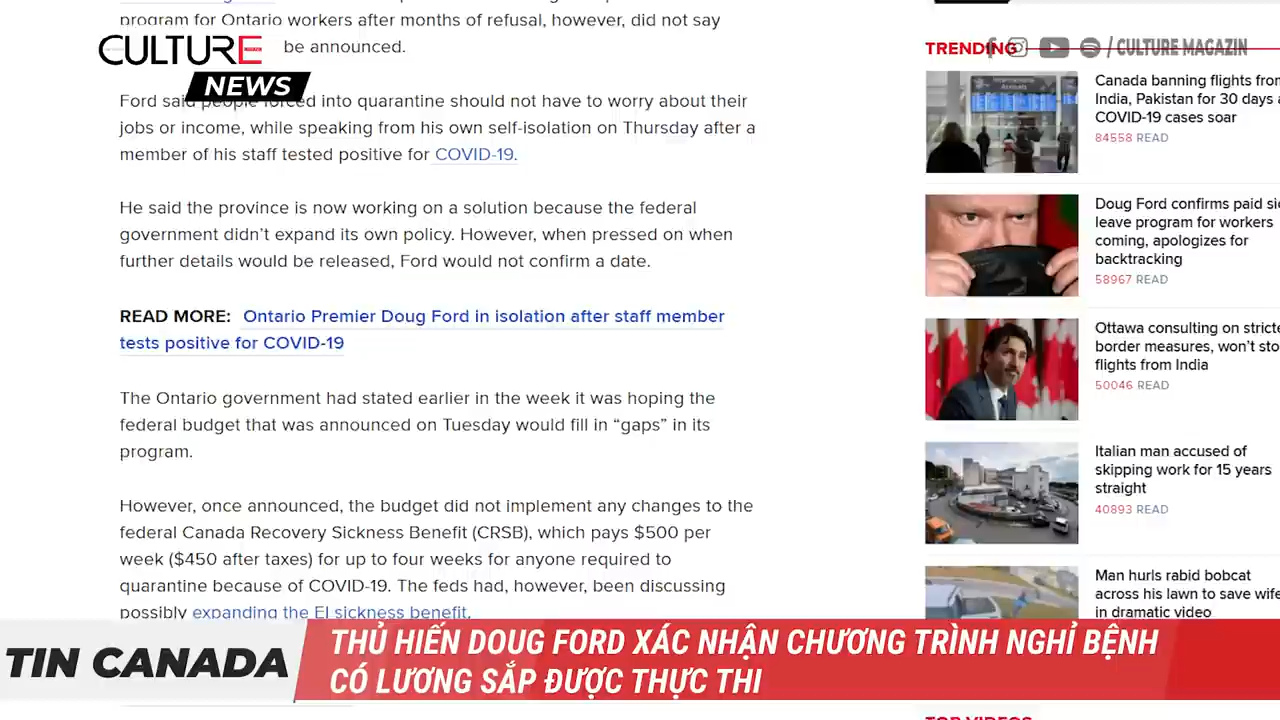 program for Ontario workers after months of refusal, however, did not say
be announced.
CULTURE
NEWS
Ford said people forced into quarantine should not have to worry about their
jobs or income, while speaking from his own self-isolation on Thursday after a
member of his staff tested positive for COVID-19.
He said the province is now working on a solution because the federal
government didn’t expand its own policy. However, when pressed on when
further details would be released, Ford would not confirm a date.
READ MORE: Ontario Premier Doug Ford in isolation after staff member
tests positive for COVID-19
The Ontario government had stated earlier in the week it was hoping the
federal budget that was announced on Tuesday would fill in “gaps” in its
program.
However, once announced, the budget did not implement any changes to the
federal Canada Recovery Sickness Benefit (CRSB), which pays $500 per
week ($450 after taxes) for up to four weeks for anyone required to
quarantine because of COVID-19. The feds had, however, been discussing
possibly expanding the EI sickness benefit.
TRENDING
/ CULTURE MAGAZIN
Canada banning flights from
India, Pakistan for 30 days a
COVID-19 cases soar
84558 READ
Doug Ford confirms paid si
leave program for workers
coming, apologizes for
backtracking
58967 READ
Ottawa consulting on stricte
border measures, won’t sto
flights from India
50046 READ
Italian man accused of
skipping work for 15 years
straight
40893 READ
Man hurls rabid bobcat
across his lawn to save wife
in dramatic video
TIN CANADA
THỦ HIẾN DOUG FORD XÁC NHẬN CHƯƠNG TRÌNH NGHỈ BỆNH
CÓ LƯƠNG SẮP ĐƯỢC THỰC THI
TOP VIDEOS